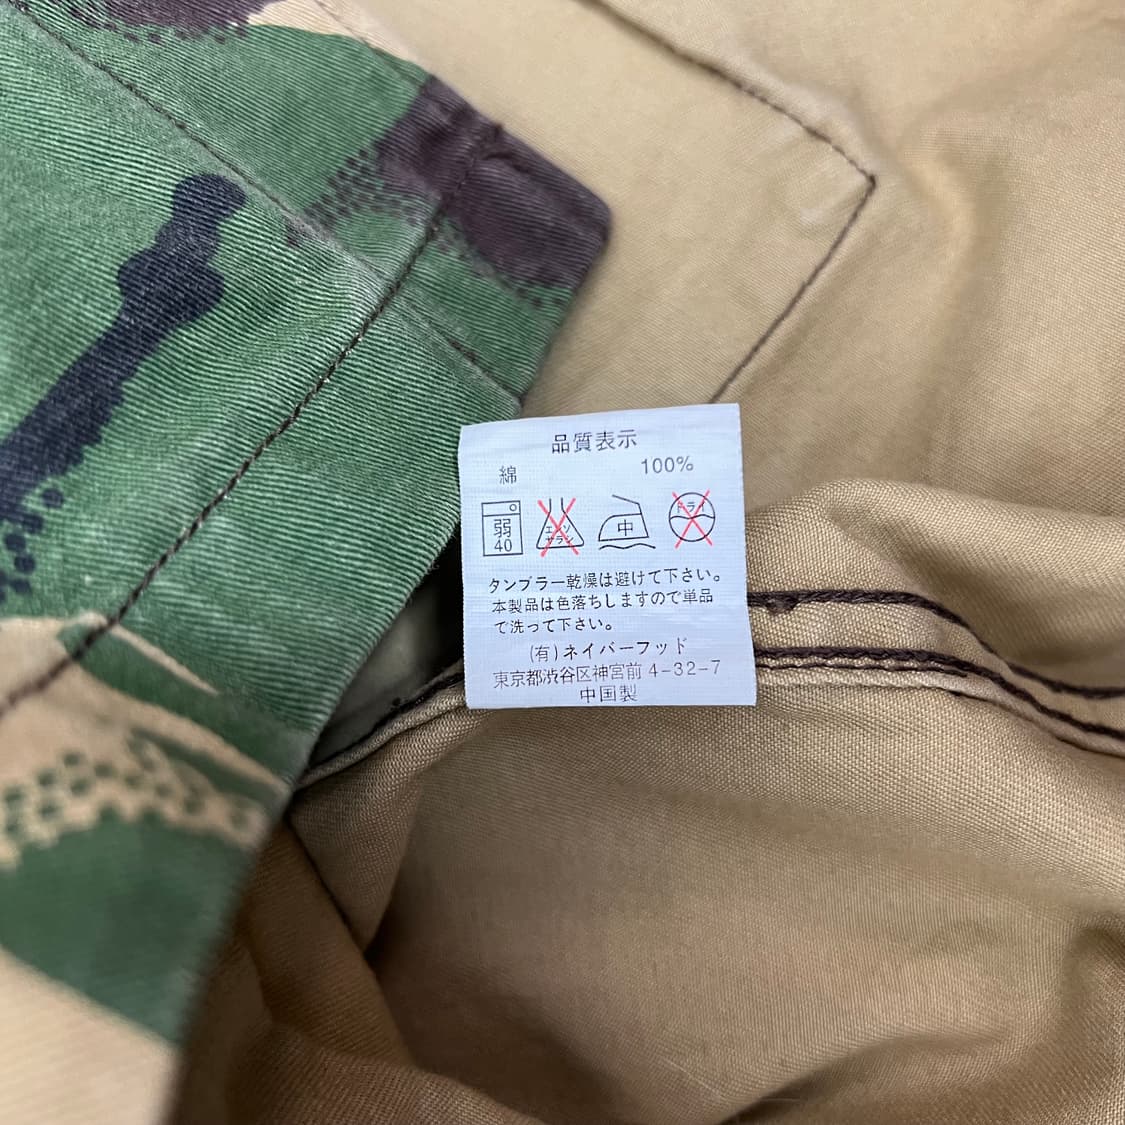 品質表示
綿 100%
弱 40 エンソ サラシ 中 ドライ
タンブラー乾燥は避けて下さい。
本製品は色落ちしますので単品
で洗って下さい。
(有)ネイバーフッド
東京都渋谷区神宮前 4-32-7
中国製